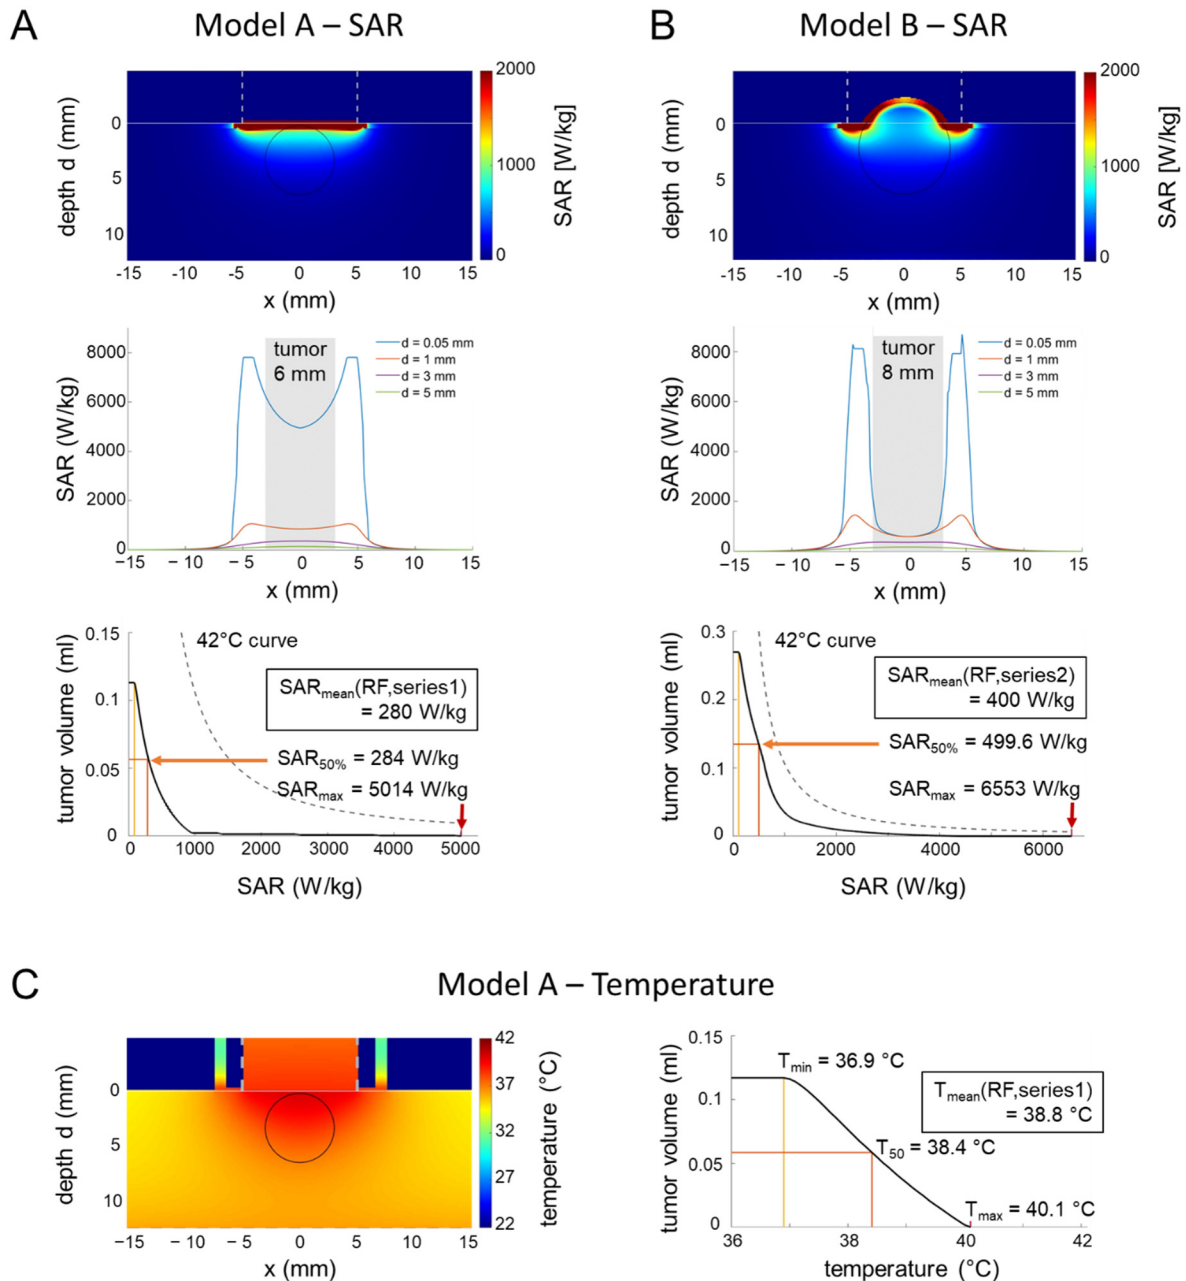 A
Model A – SAR
2000
1000
0
SAR [W/kg]
0
5
10
depth d (mm)
-15 -10 -5 0 5 10 15
x (mm)
8000
6000
4000
2000
0
SAR (W/kg)
tumor
6 mm
d = 0.05 mm
d = 1 mm
d = 3 mm
d = 5 mm
−15 −10 −5 0 5 10 15
x (mm)
0.15
0.1
0.05
0
tumor volume (ml)
42°C curve
SARmean(RF,series1)
= 280 W/kg
SAR50% = 284 W/kg
SARmax = 5014 W/kg
0 1000 2000 3000 4000 5000
SAR (W/kg)
B
Model B – SAR
2000
1000
0
SAR [W/kg]
0
5
10
depth d (mm)
-15 -10 -5 0 5 10 15
x (mm)
8000
6000
4000
2000
0
SAR (W/kg)
tumor
8 mm
d = 0.05 mm
d = 1 mm
d = 3 mm
d = 5 mm
−15 − 10 − 5 0 5 10 15
x (mm)
0.3
0.2
0.1
0
tumor volume (ml)
42°C curve
SARmean(RF,series2)
= 400 W/kg
SAR50% = 499.6 W/kg
SARmax = 6553 W/kg
0 2000 4000 6000
SAR (W/kg)
C
Model A – Temperature
42
37
32
27
22
temperature (°C)
0
5
10
depth d (mm)
− 15 − 10 − 5 0 5 10 15
x (mm)
0.15
0.1
0.05
0
tumor volume (ml)
Tmin = 36.9 °C
Tmean(RF,series1)
= 38.8 °C
T50 = 38.4 °C
Tmax = 40.1 °C
36 38 40 42
temperature (°C)